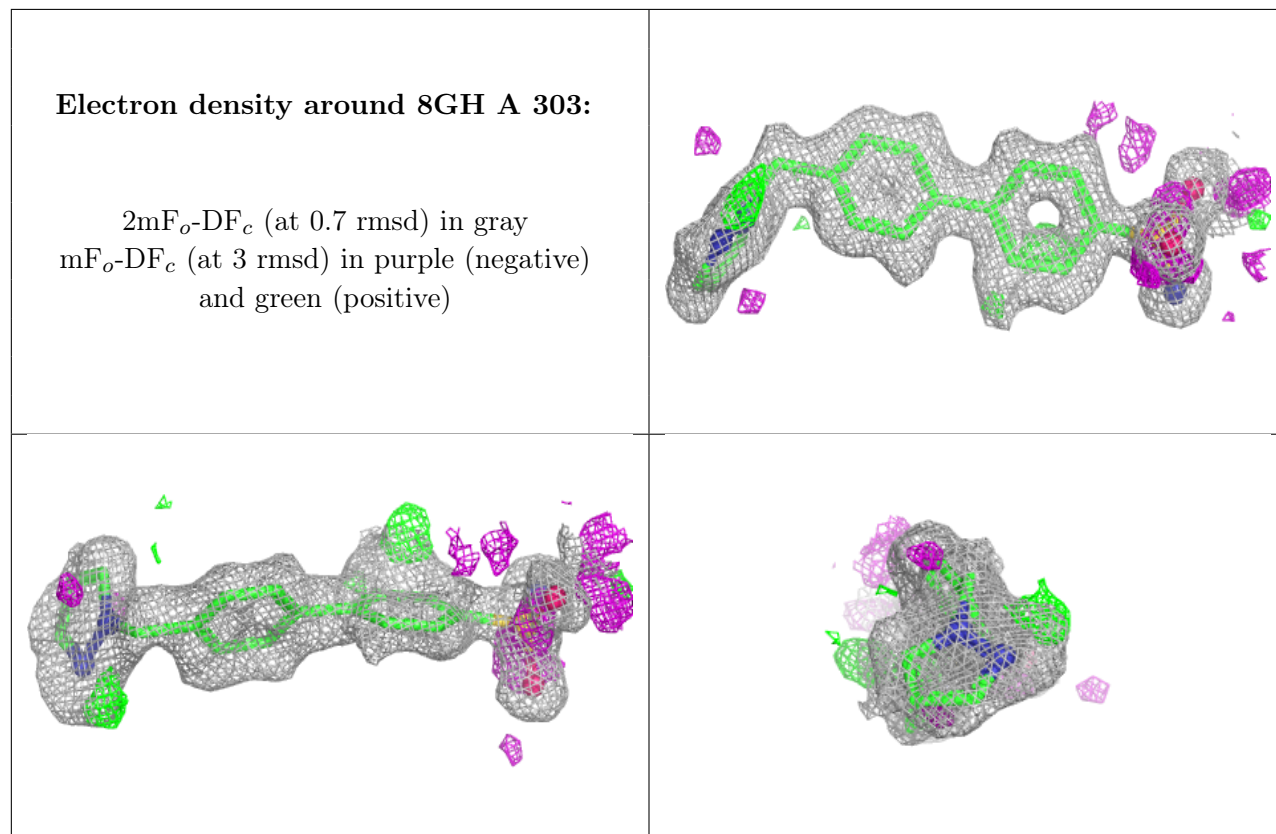 Electron density around 8GH A 303:
2mFo-DFc (at 0.7 rmsd) in gray
mFo-DFc (at 3 rmsd) in purple (negative)
and green (positive)